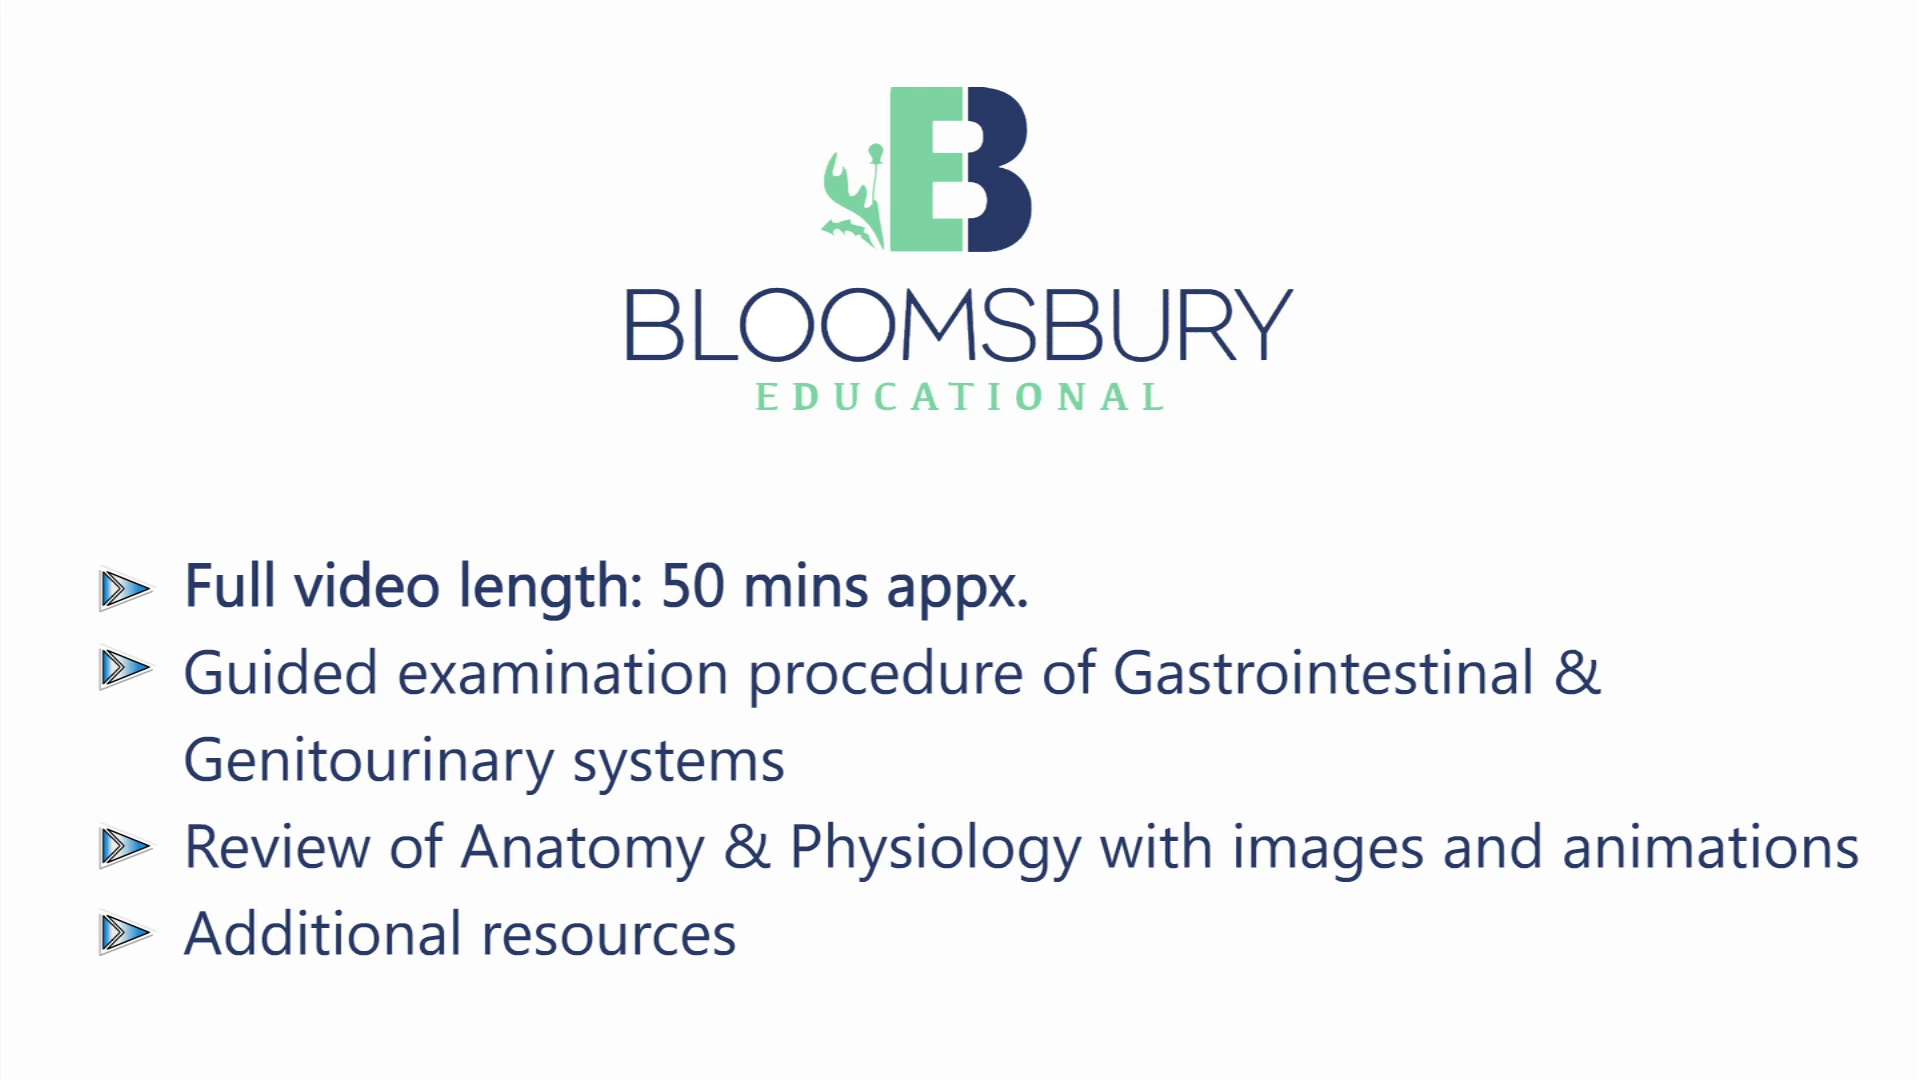 EB
BLOOMSBURY
EDUCATIONAL
Full video length: 50 mins appx.
Guided examination procedure of Gastrointestinal &
Genitourinary systems
Review of Anatomy & Physiology with images and animations
Additional resources